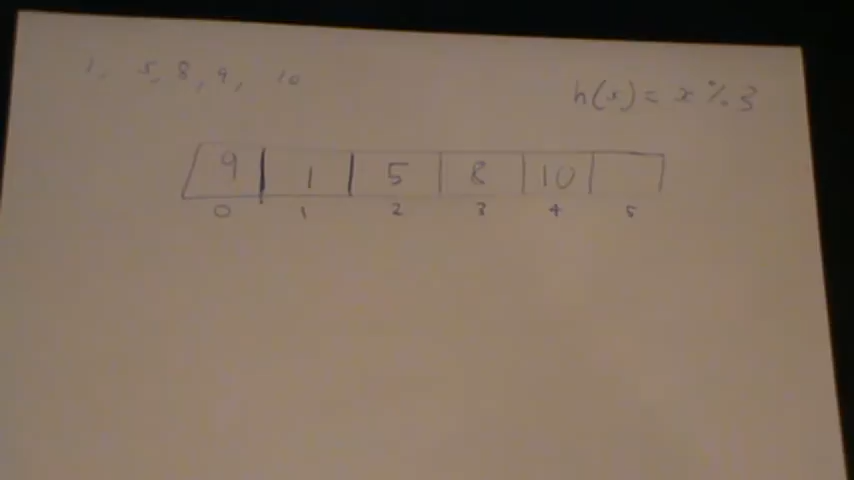 1, 5, 8, 9, 10
h(x) = x % 3
9 1 5 8 10
0 1 2 3 4 5